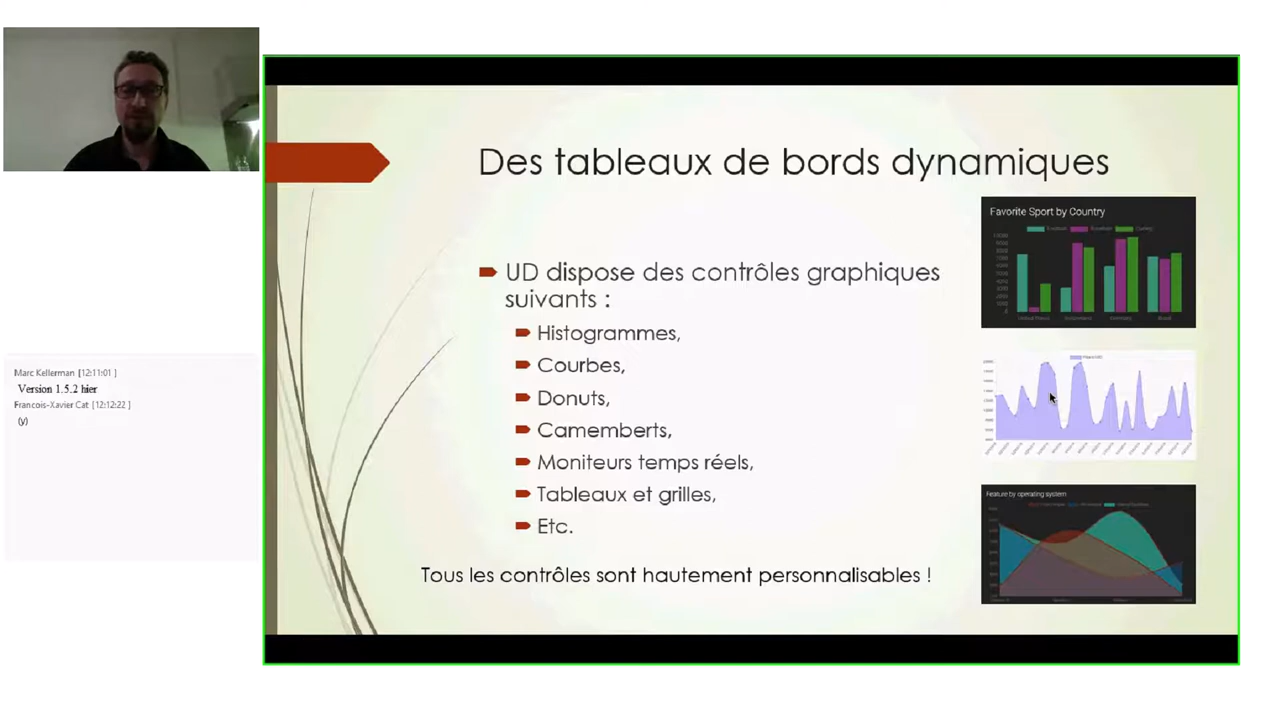 Des tableaux de bords dynamiques
UD dispose des contrôles graphiques
suivants :
Histogrammes,
Courbes,
Donuts,
Camemberts,
Moniteurs temps réels,
Tableaux et grilles,
Etc.
Tous les contrôles sont hautement personnalisables !
Favorite Sport by Country
Feature by operating system
Marc Kellerman [12:11:01 ]
Version 1.5.2 hier
Francois-Xavier Cat [12:12:22 ]
(y)